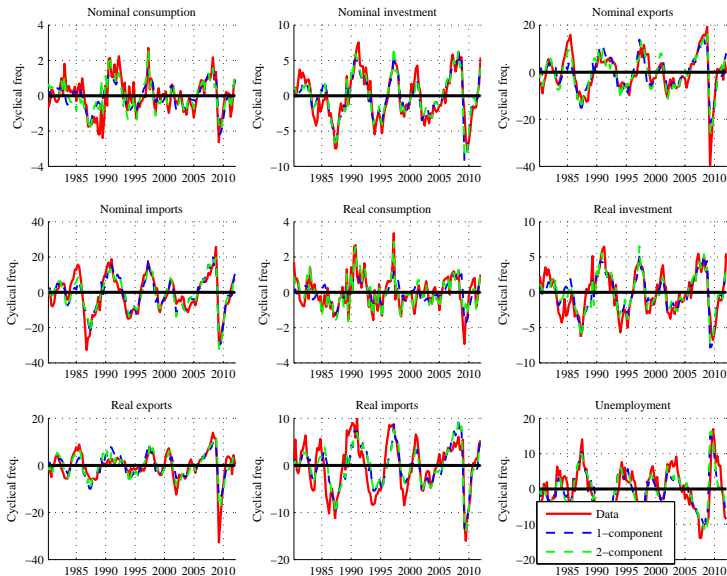 Nominal consumption
Cyclical freq.
4
2
0
−2
−4
1985 1990 1995 2000 2005 2010
Nominal investment
Cyclical freq.
10
5
0
−5
−10
1985 1990 1995 2000 2005 2010
Nominal exports
Cyclical freq.
20
0
−20
−40
1985 1990 1995 2000 2005 2010
Nominal imports
Cyclical freq.
40
20
0
−20
−40
1985 1990 1995 2000 2005 2010
Real consumption
Cyclical freq.
4
2
0
−2
−4
1985 1990 1995 2000 2005 2010
Real investment
Cyclical freq.
10
5
0
−5
−10
1985 1990 1995 2000 2005 2010
Real exports
Cyclical freq.
20
0
−20
−40
1985 1990 1995 2000 2005 2010
Real imports
Cyclical freq.
10
0
−10
−20
1985 1990 1995 2000 2005 2010
Unemployment
Cyclical freq.
20
10
0
−10
−20
1985 1990 1995 2000 2005 2010
Data
1−component
2−component